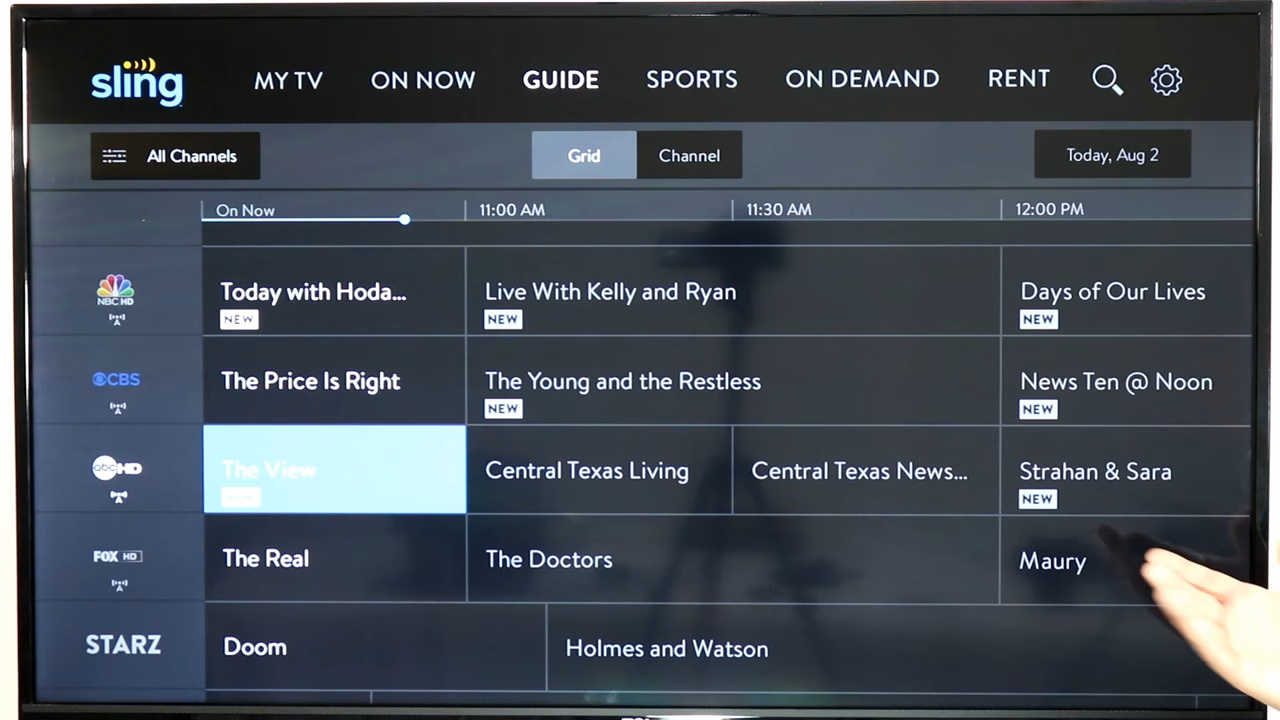 sling MY TV ON NOW GUIDE SPORTS ON DEMAND RENT
All Channels Grid Channel Today, Aug 2
On Now 11:00 AM 11:30 AM 12:00 PM
NBC HD Today with Hoda... Live With Kelly and Ryan Days of Our Lives
NEW NEW NEW
CBS The Price Is Right The Young and the Restless News Ten @ Noon
NEW NEW
abc HD The View Central Texas Living Central Texas News... Strahan & Sara
NEW NEW
FOX HD The Real The Doctors Maury
STARZ Doom Holmes and Watson